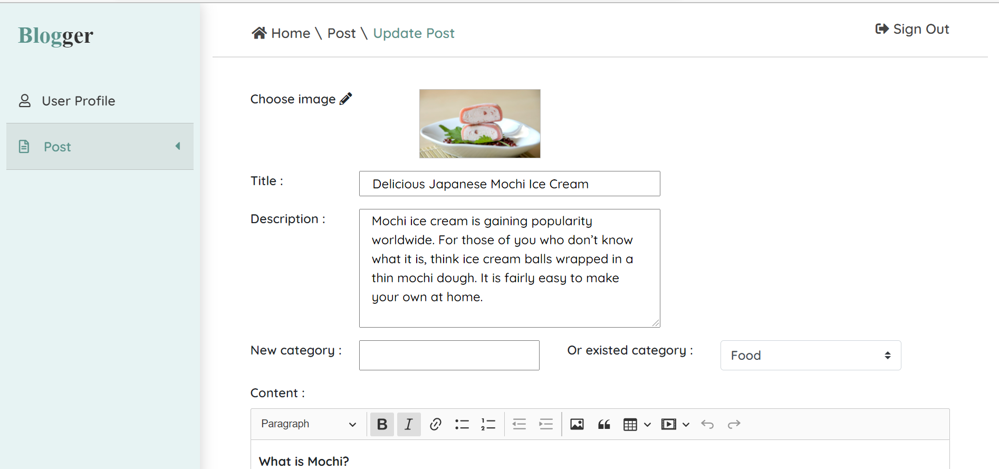 Blogger
User Profile
Post
Home \ Post \ Update Post
Sign Out
Choose image
Title :
Delicious Japanese Mochi Ice Cream
Description :
Mochi ice cream is gaining popularity
worldwide. For those of you who don’t know
what it is, think ice cream balls wrapped in a
thin mochi dough. It is fairly easy to make
your own at home.
New category :
Or existed category :
Food
Content :
Paragraph
What is Mochi?